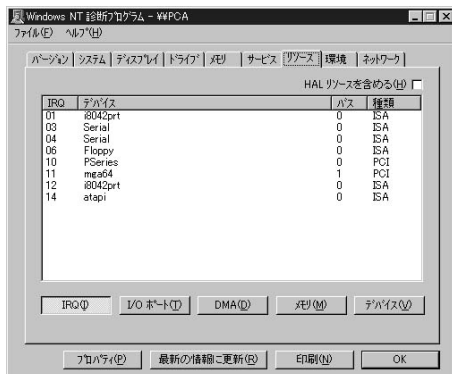 Windows NT 診断ﾌﾟﾛｸﾞﾗﾑ - ¥¥PCA
ﾌｧｲﾙ(F) ﾍﾙﾌﾟ(H)
ﾊﾞｰｼﾞｮﾝ システム ﾃﾞｨｽﾌﾟﾚｲ ﾄﾞﾗｲﾌﾞ ﾒﾓﾘ サービス リソース 環境 ﾈｯﾄﾜｰｸ
HAL リソースを含める(H)
IRQ ﾃﾞﾊﾞｲｽ ﾊﾞｽ 種類
01 i8042prt 0 ISA
03 Serial 0 ISA
04 Serial 0 ISA
06 Floppy 0 ISA
10 PSeries 0 PCI
11 mga64 1 PCI
12 i8042prt 0 ISA
14 atapi 0 ISA
IRQ(I) I/O ﾎﾟｰﾄ(T) DMA(D) ﾒﾓﾘ(M) ﾃﾞﾊﾞｲｽ(V)
ﾌﾟﾛﾊﾟﾃｨ(P) 最新の情報に更新(R) 印刷(N) OK